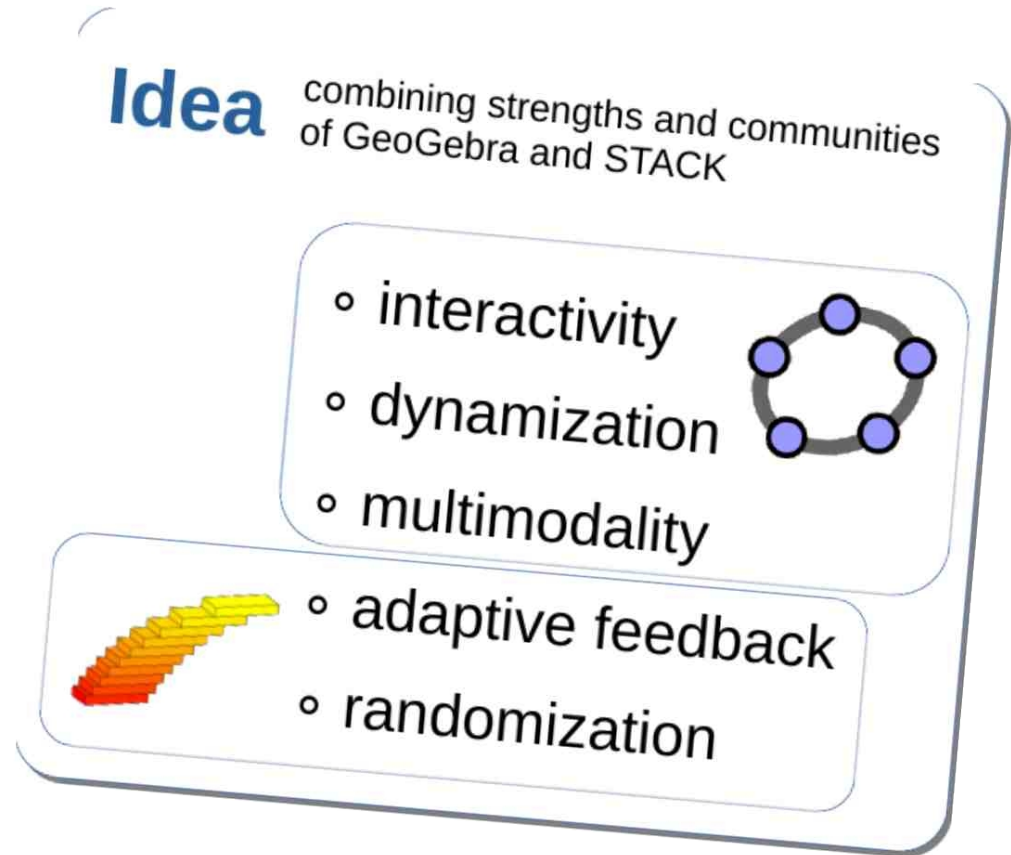 Idea
combining strengths and communities
of GeoGebra and STACK
interactivity
dynamization
multimodality
adaptive feedback
randomization